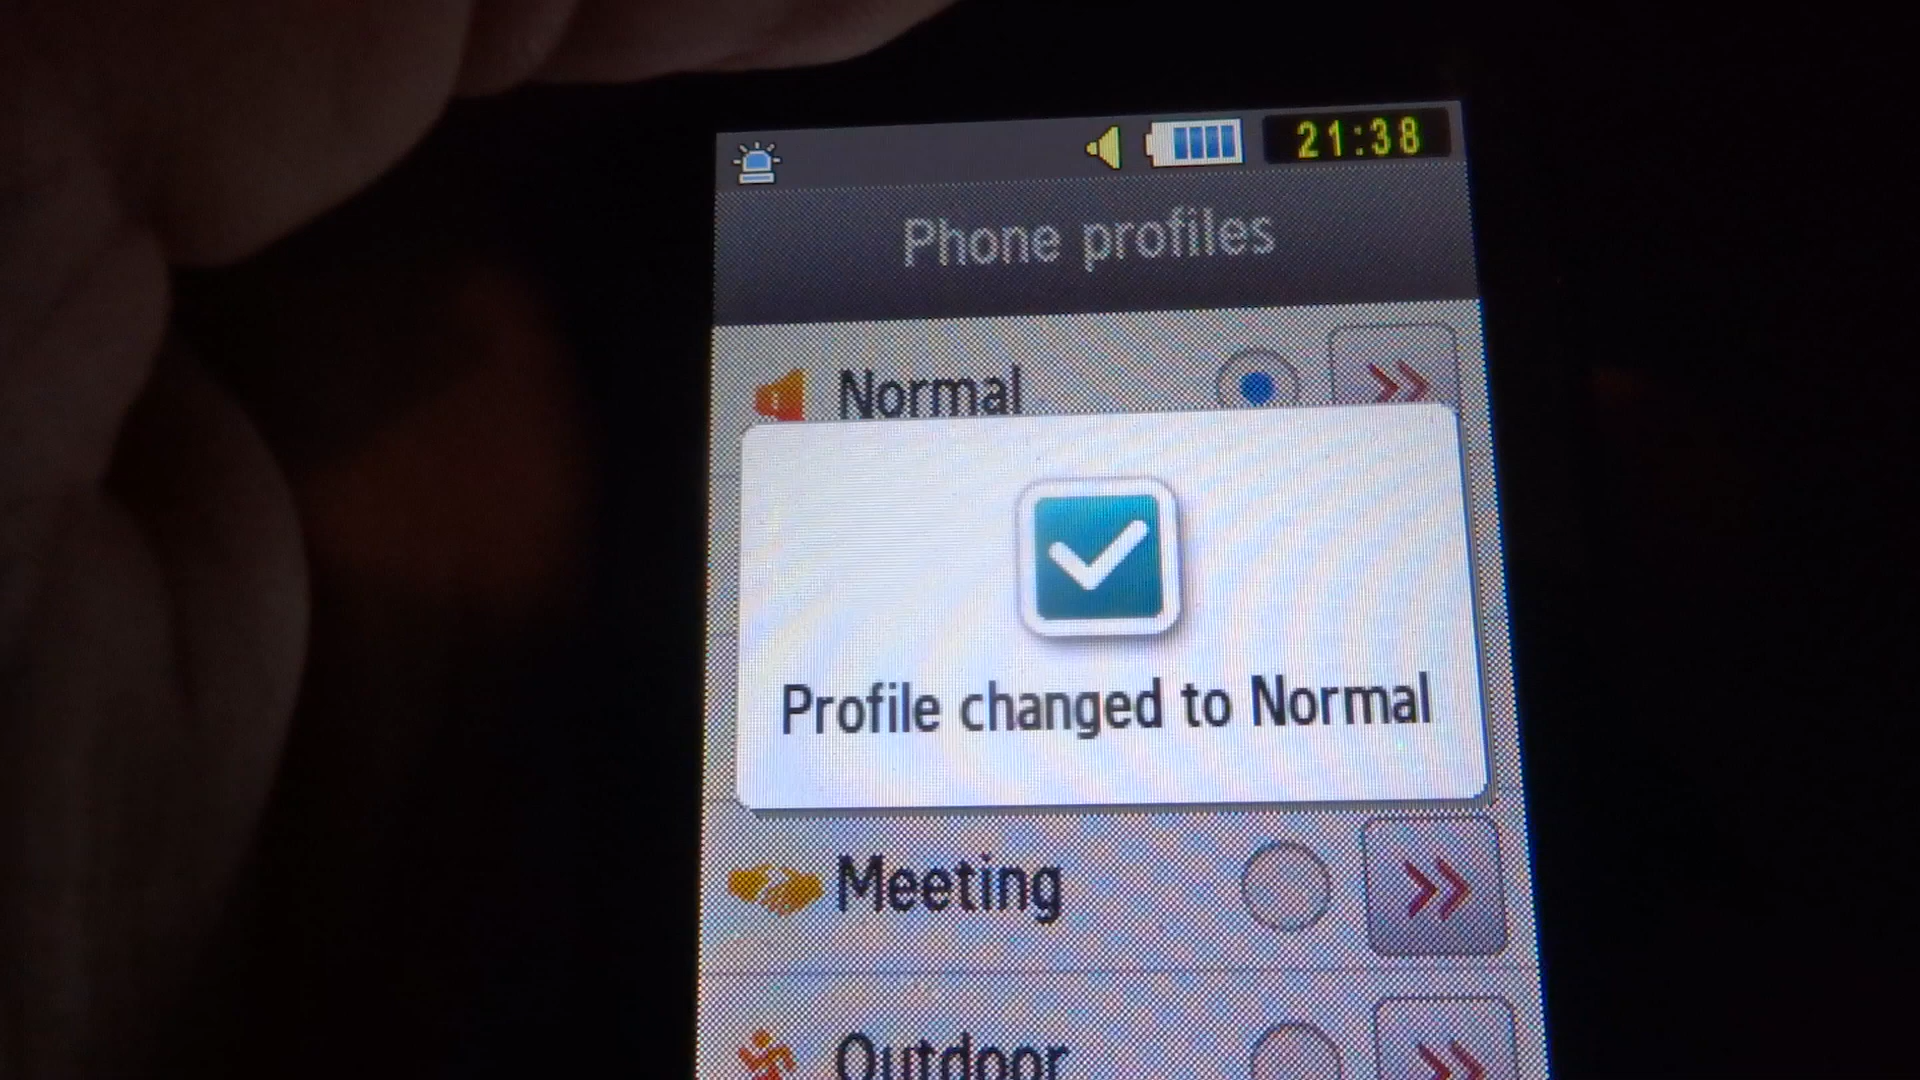 21:38
Phone profiles
Normal
Profile changed to Normal
Meeting
Outdoor